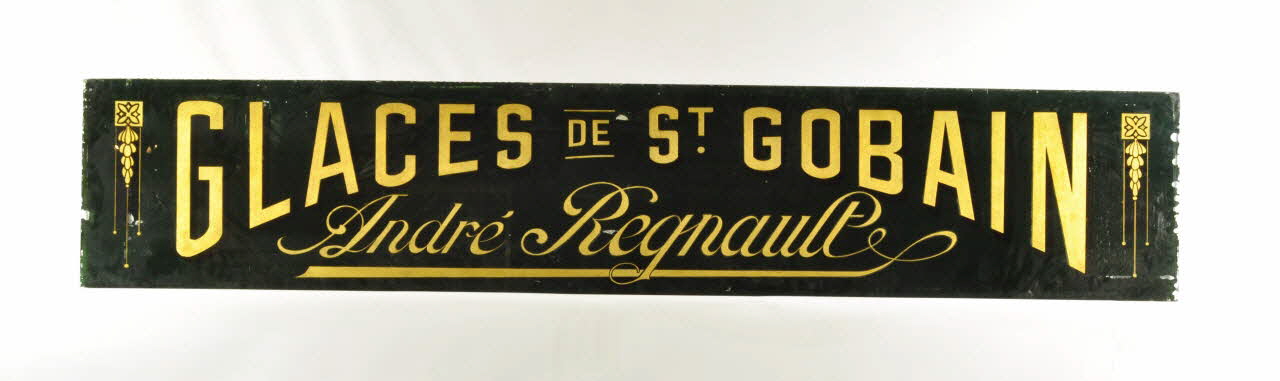 GLACES DE ST. GOBAIN
André Regnault